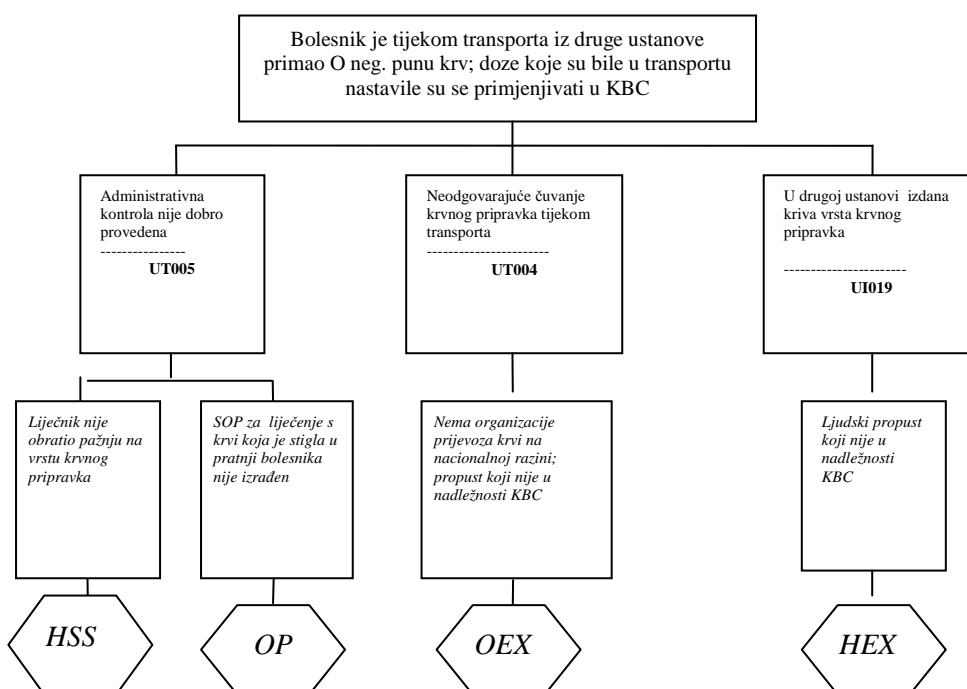 Bolesnik je tijekom transporta iz druge ustanove
primao O neg. punu krv; doze koje su bile u transportu
nastavile su se primjenjivati u KBC
Administrativna
kontrola nije dobro
provedena
----------------
UT005
Neodgovarajuće čuvanje
krvnog pripravka tijekom
transporta
-----------------------
UT004
U drugoj ustanovi izdana
kriva vrsta krvnog
pripravka
-----------------------
UI019
Liječnik nije
obratio pažnju na
vrstu krvnog
pripravka
SOP za liječenje s
krvi koja je stigla u
pratnji bolesnika
nije izrađen
Nema organizacije
prijevoza krvi na
nacionalnoj razini;
propust koji nije u
nadležnosti KBC
Ljudski propust
koji nije u
nadležnosti
KBC
HSS
OP
OEX
HEX